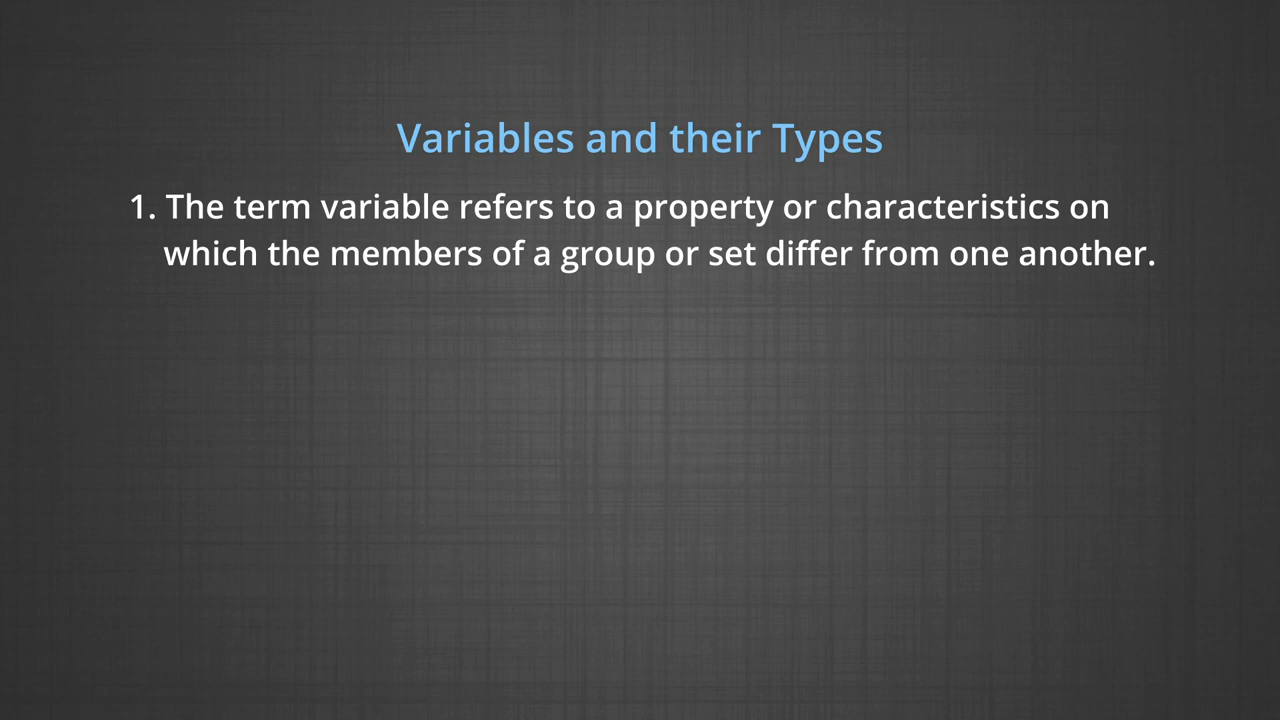 Variables and their Types
1. The term variable refers to a property or characteristics on
which the members of a group or set differ from one another.